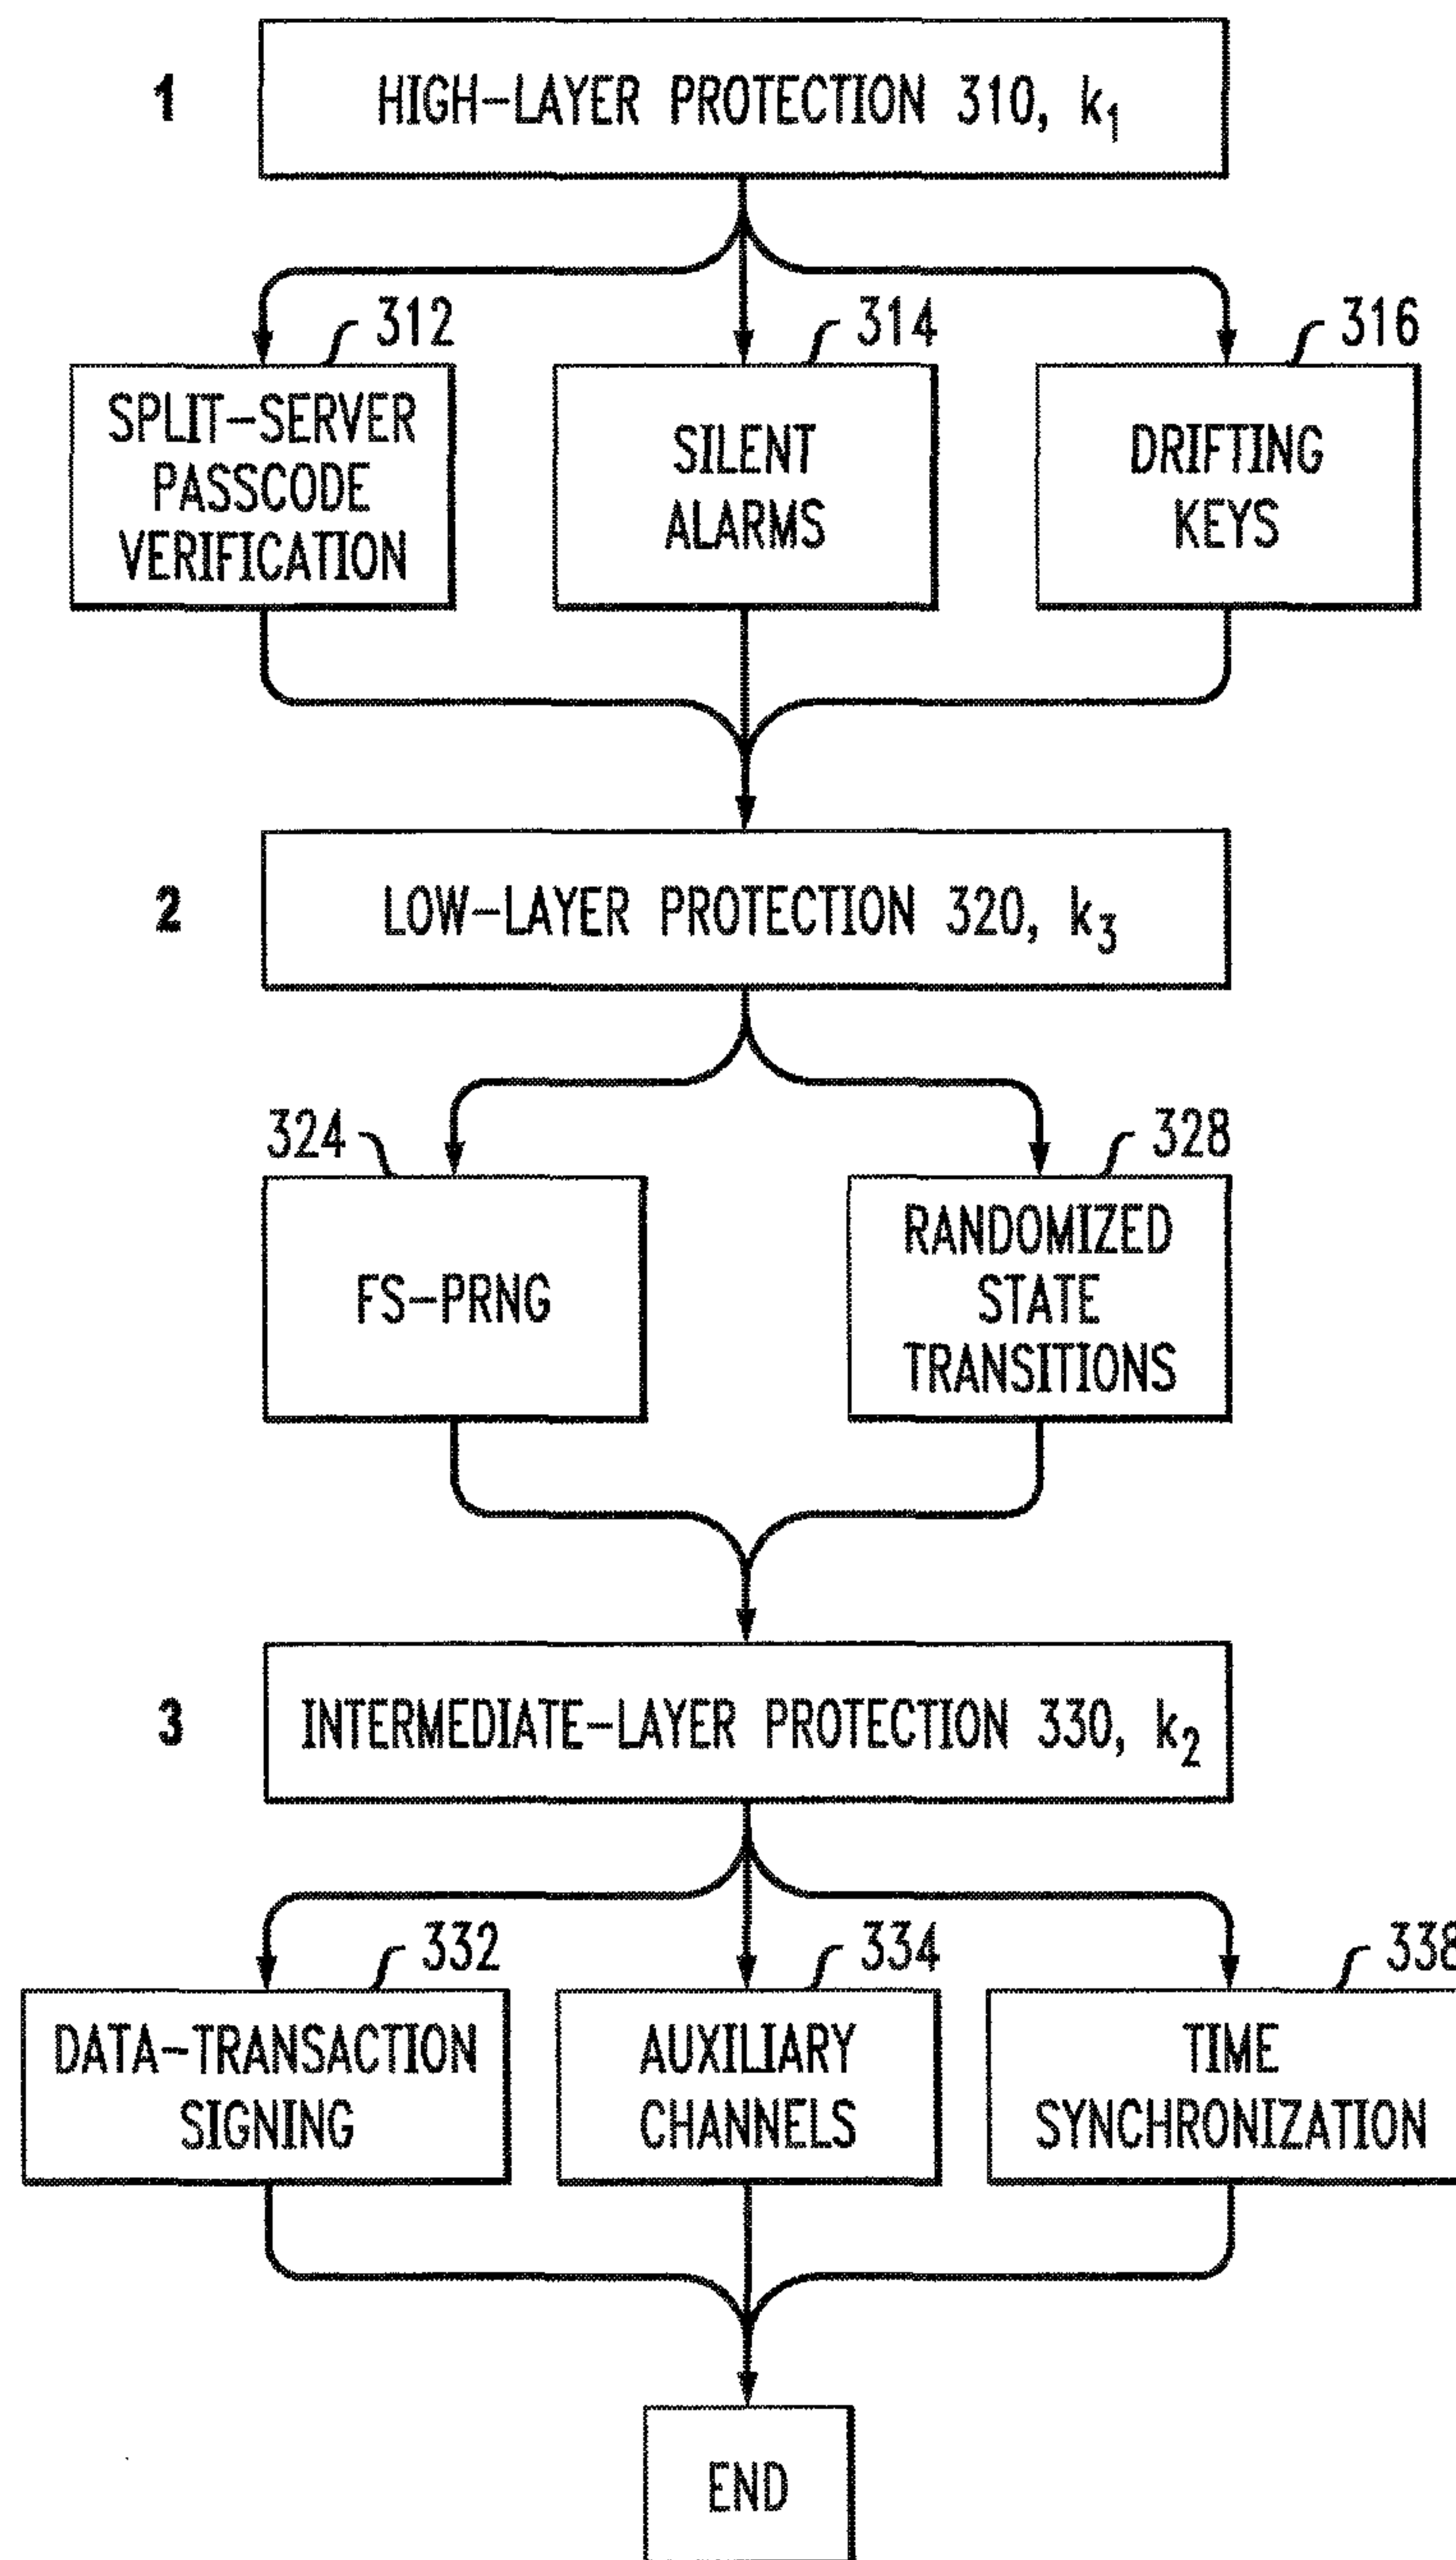 1
HIGH-LAYER PROTECTION 310, k1
312
314
316
SPLIT-SERVER
PASSCODE
VERIFICATION
SILENT
ALARMS
DRIFTING
KEYS
2
LOW-LAYER PROTECTION 320, k3
324
328
FS-PRNG
RANDOMIZED
STATE
TRANSITIONS
3
INTERMEDIATE-LAYER PROTECTION 330, k2
332
334
338
DATA-TRANSACTION
SIGNING
AUXILIARY
CHANNELS
TIME
SYNCHRONIZATION
END